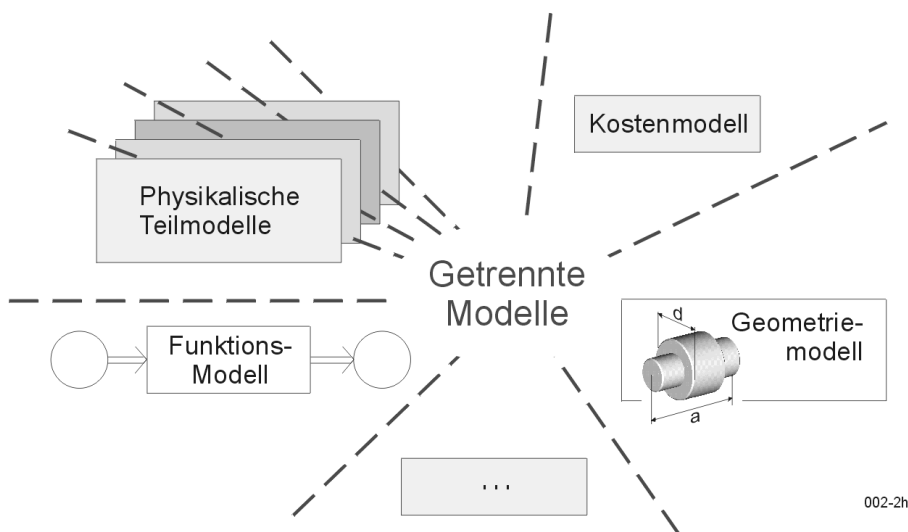 Kostenmodell
Physikalische
Teilmodelle
Getrennte
Modelle
Funktions-
Modell
d
Geometrie-
modell
a
...
002-2h